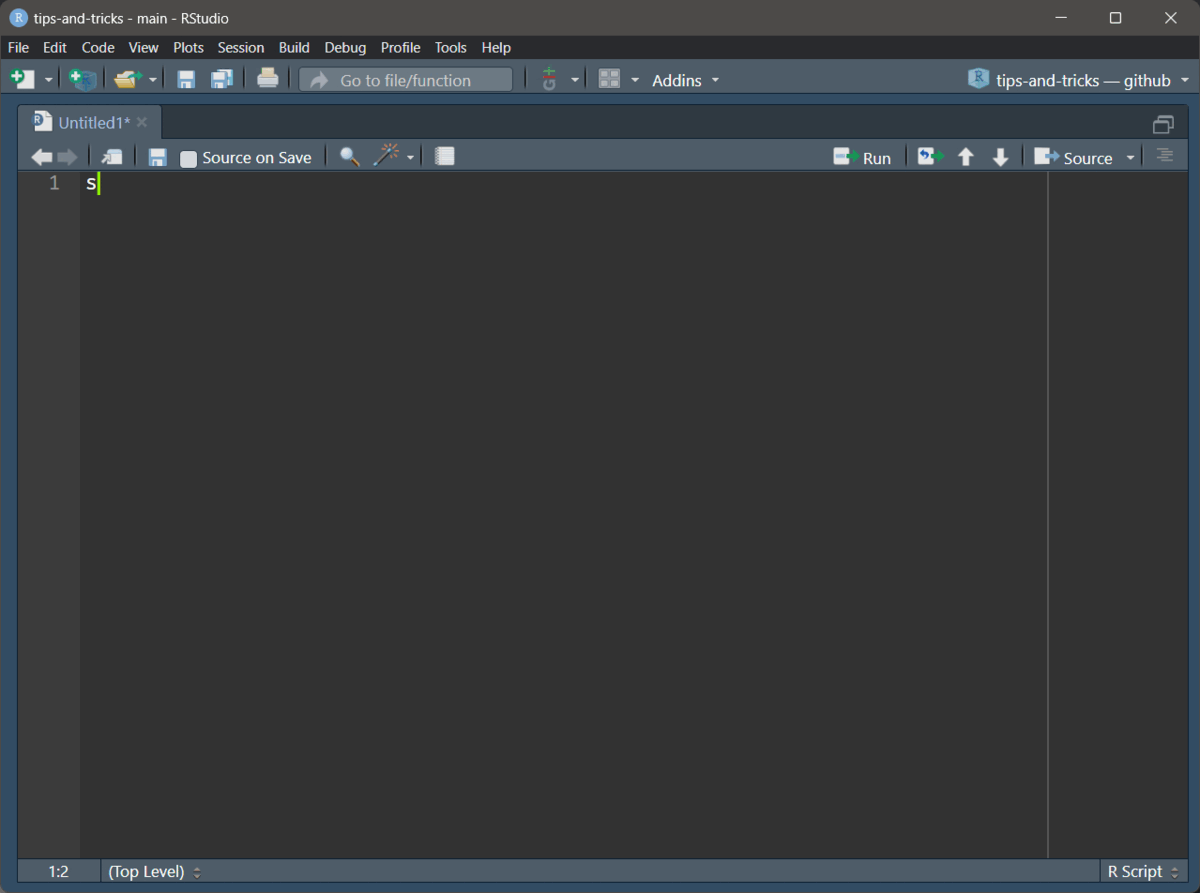 tips-and-tricks - main - RStudio
File Edit Code View Plots Session Build Debug Profile Tools Help
Go to file/function Addins tips-and-tricks — github
Untitled1*
Source on Save Run Source
1 s
1:2 (Top Level) R Script